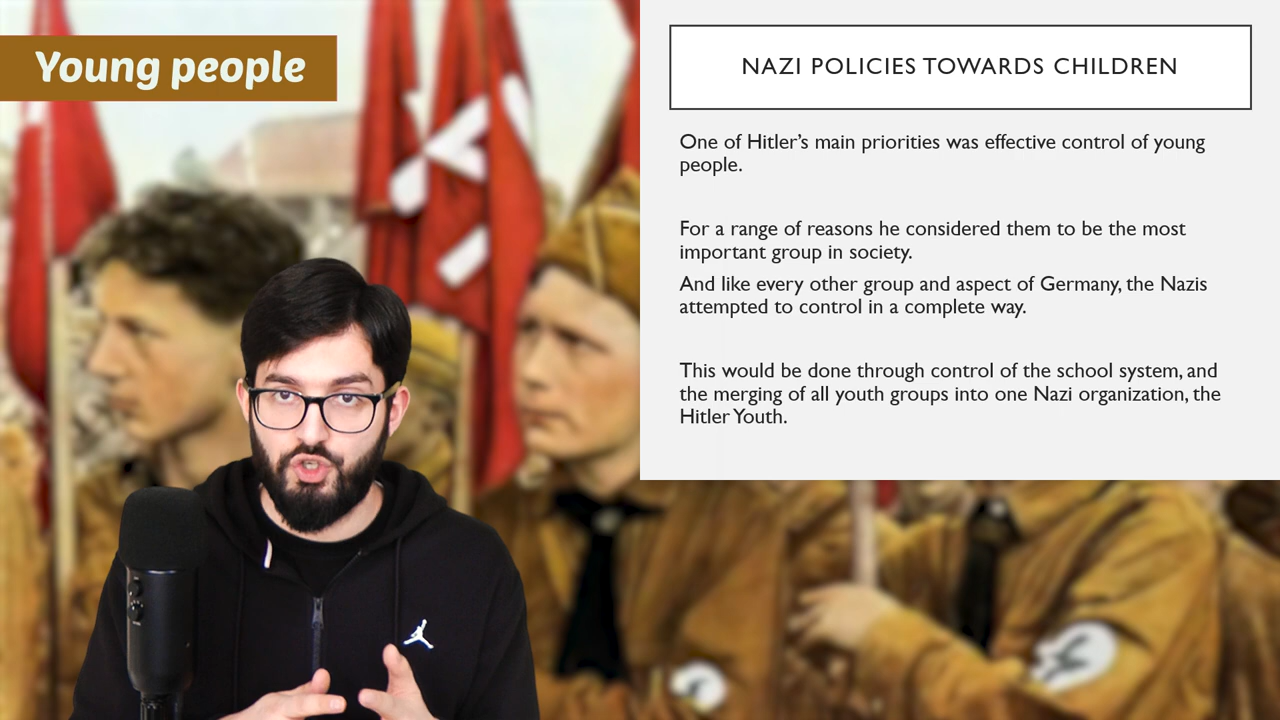 Young people
NAZI POLICIES TOWARDS CHILDREN
One of Hitler's main priorities was effective control of young
people.
For a range of reasons he considered them to be the most
important group in society.
And like every other group and aspect of Germany, the Nazis
attempted to control in a complete way.
This would be done through control of the school system, and
the merging of all youth groups into one Nazi organization, the
Hitler Youth.